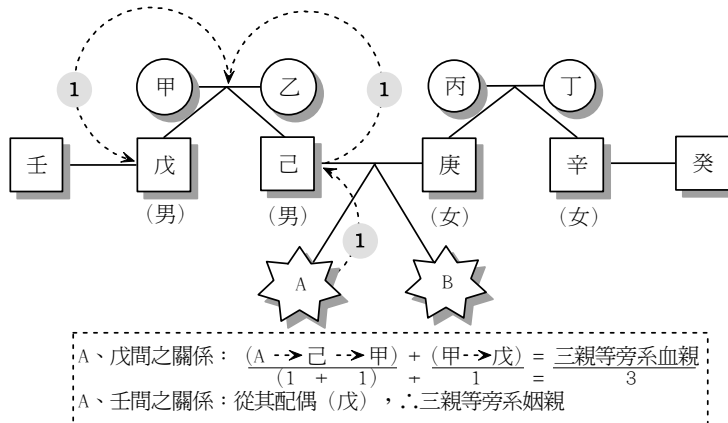 甲 乙 丙 丁
1 1
壬 戊 己 庚 辛 癸
(男) (男) (女) (女)
1
A B
A、戊間之關係：(A ⇢ 己 ⇢ 甲) + (甲⇢戊) = 三親等旁系血親
(1 + 1) + 1 = 3
A、壬間之關係：從其配偶（戊），∴三親等旁系姻親